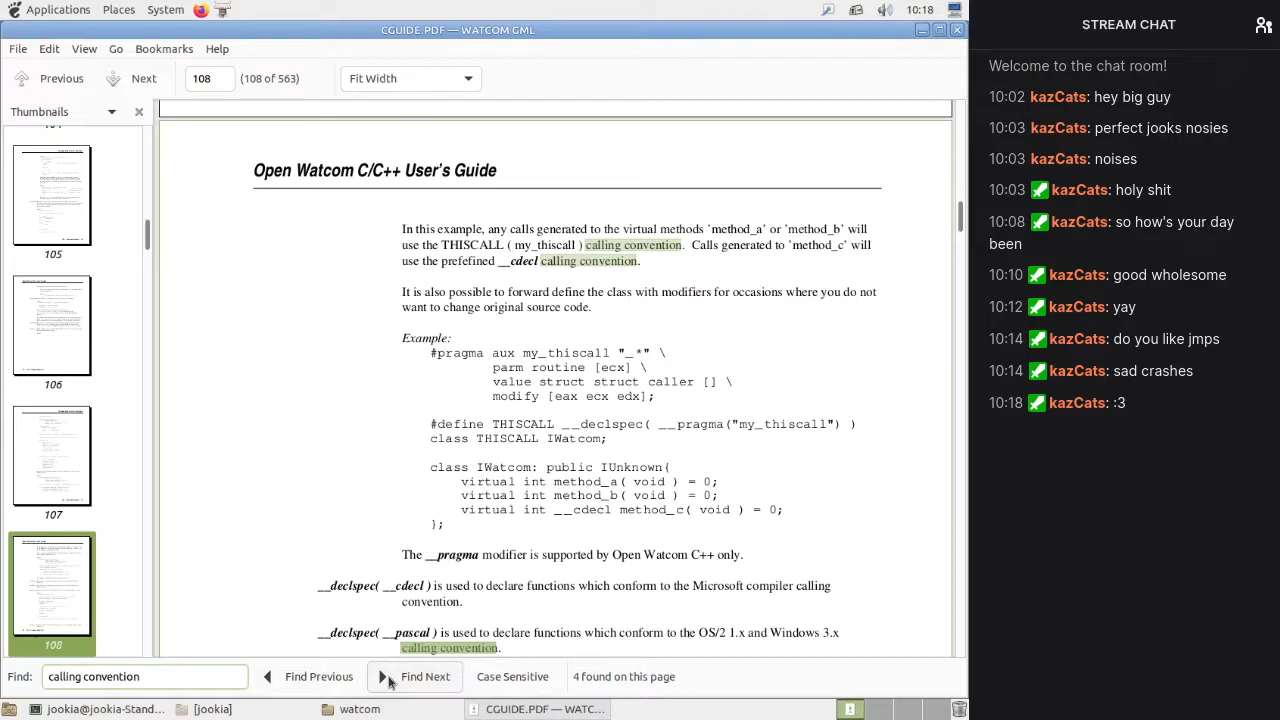 Applications Places System 10:18
CGUIDE.PDF — WATCOM GML
File Edit View Go Bookmarks Help
Previous Next 108 (108 of 563) Fit Width
Thumbnails
105
106
107
108
Open Watcom C/C++ User's Guide
In this example, any calls generated to the virtual methods 'method_a' or 'method_b' will
use the THISCALL ( my_thiscal ) calling convention. Calls generated to 'method_c' will
use the prefefined __cdecl calling convention.
It is also possible to forward define the class with modifiers for occasions where you do not
want to change original source code.
Example:
#pragma aux my_thiscall "_*" \
parm routine [ecx] \
value struct struct caller [] \
modify [eax ecx edx];
#define THISCALL __declspec( __pragma("my_thiscall") )
class THISCALL IWatcom;
class IWatcom: public IUnknown{
virtual int method_a( void ) = 0;
virtual int method_b( void ) = 0;
virtual int __cdecl method_c( void ) = 0;
};
The __pragma modifier is supported by Open Watcom C++ only.
__declspec( __cdecl ) is used to declare functions which conform to the Microsoft compiler calling
convention.
__declspec( __pascal ) is used to declare functions which conform to the OS/2 1.x and Windows 3.x
calling convention.
Find: calling convention Find Previous Find Next Case Sensitive 4 found on this page
jookia@jookia-Stand... [jookia] watcom CGUIDE.PDF — WATC...
STREAM CHAT
Welcome to the chat room!
10:02 kazCats: hey big guy
10:03 kazCats: perfect jooks nosies
10:03 kazCats: noises
10:03 kazCats: holy shit
10:08 kazCats: so how's your day
been
10:10 kazCats: good wholesome
10:12 kazCats: yay
10:14 kazCats: do you like jmps
10:14 kazCats: sad crashes
10:18 kazCats: :3